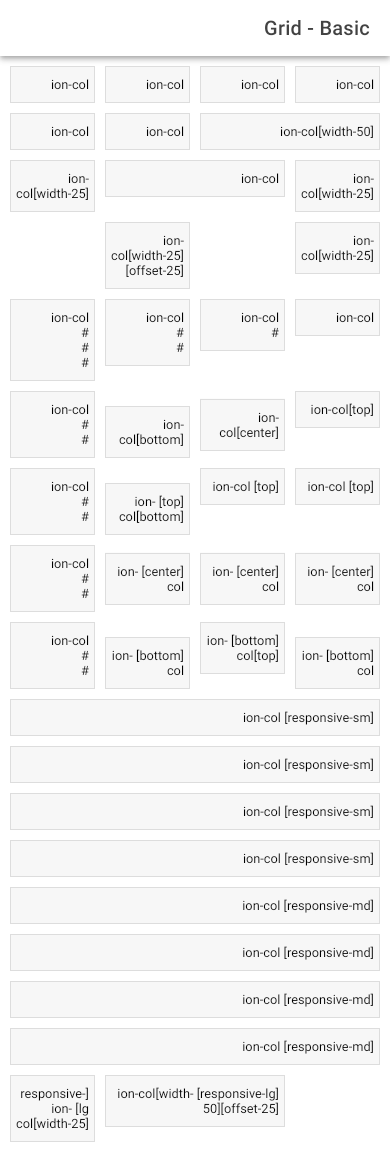 Grid - Basic
ion-col
ion-col
ion-col
ion-col
ion-col
ion-col
ion-col[width-50]
ion-
col[width-25]
ion-col
ion-
col[width-25]
ion-
col[width-25]
[offset-25]
ion-
col[width-25]
ion-col
#
#
#
ion-col
#
#
ion-col
#
ion-col
ion-col
#
#
ion-
col[bottom]
ion-
col[center]
ion-col[top]
ion-col
#
#
ion- [top]
col[bottom]
ion-col [top]
ion-col [top]
ion-col
#
#
ion- [center]
col
ion- [center]
col
ion- [center]
col
ion-col
#
#
ion- [bottom]
col
ion- [bottom]
col[top]
ion- [bottom]
col
ion-col [responsive-sm]
ion-col [responsive-sm]
ion-col [responsive-sm]
ion-col [responsive-sm]
ion-col [responsive-md]
ion-col [responsive-md]
ion-col [responsive-md]
ion-col [responsive-md]
responsive-]
ion- [lg
col[width-25]
ion-col[width- [responsive-lg]
50][offset-25]